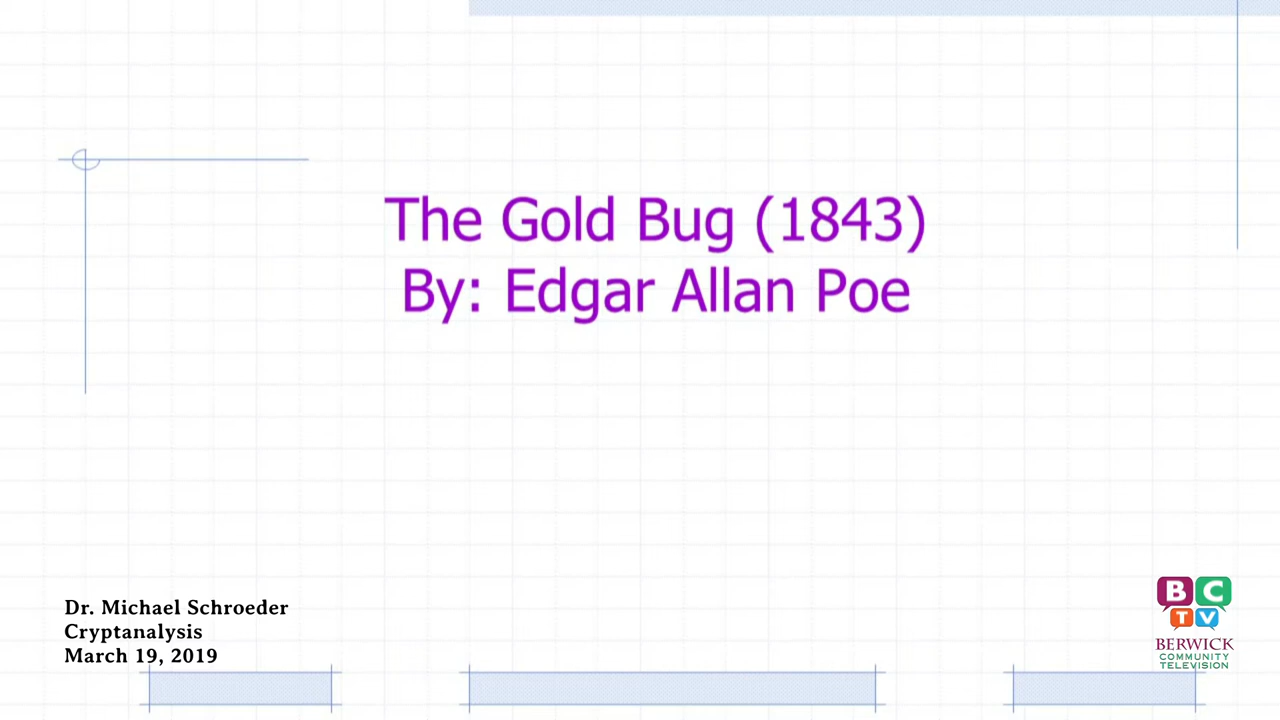 The Gold Bug (1843)
By: Edgar Allan Poe
Dr. Michael Schroeder
Cryptanalysis
March 19, 2019
B C
T V
BERWICK
COMMUNITY
TELEVISION